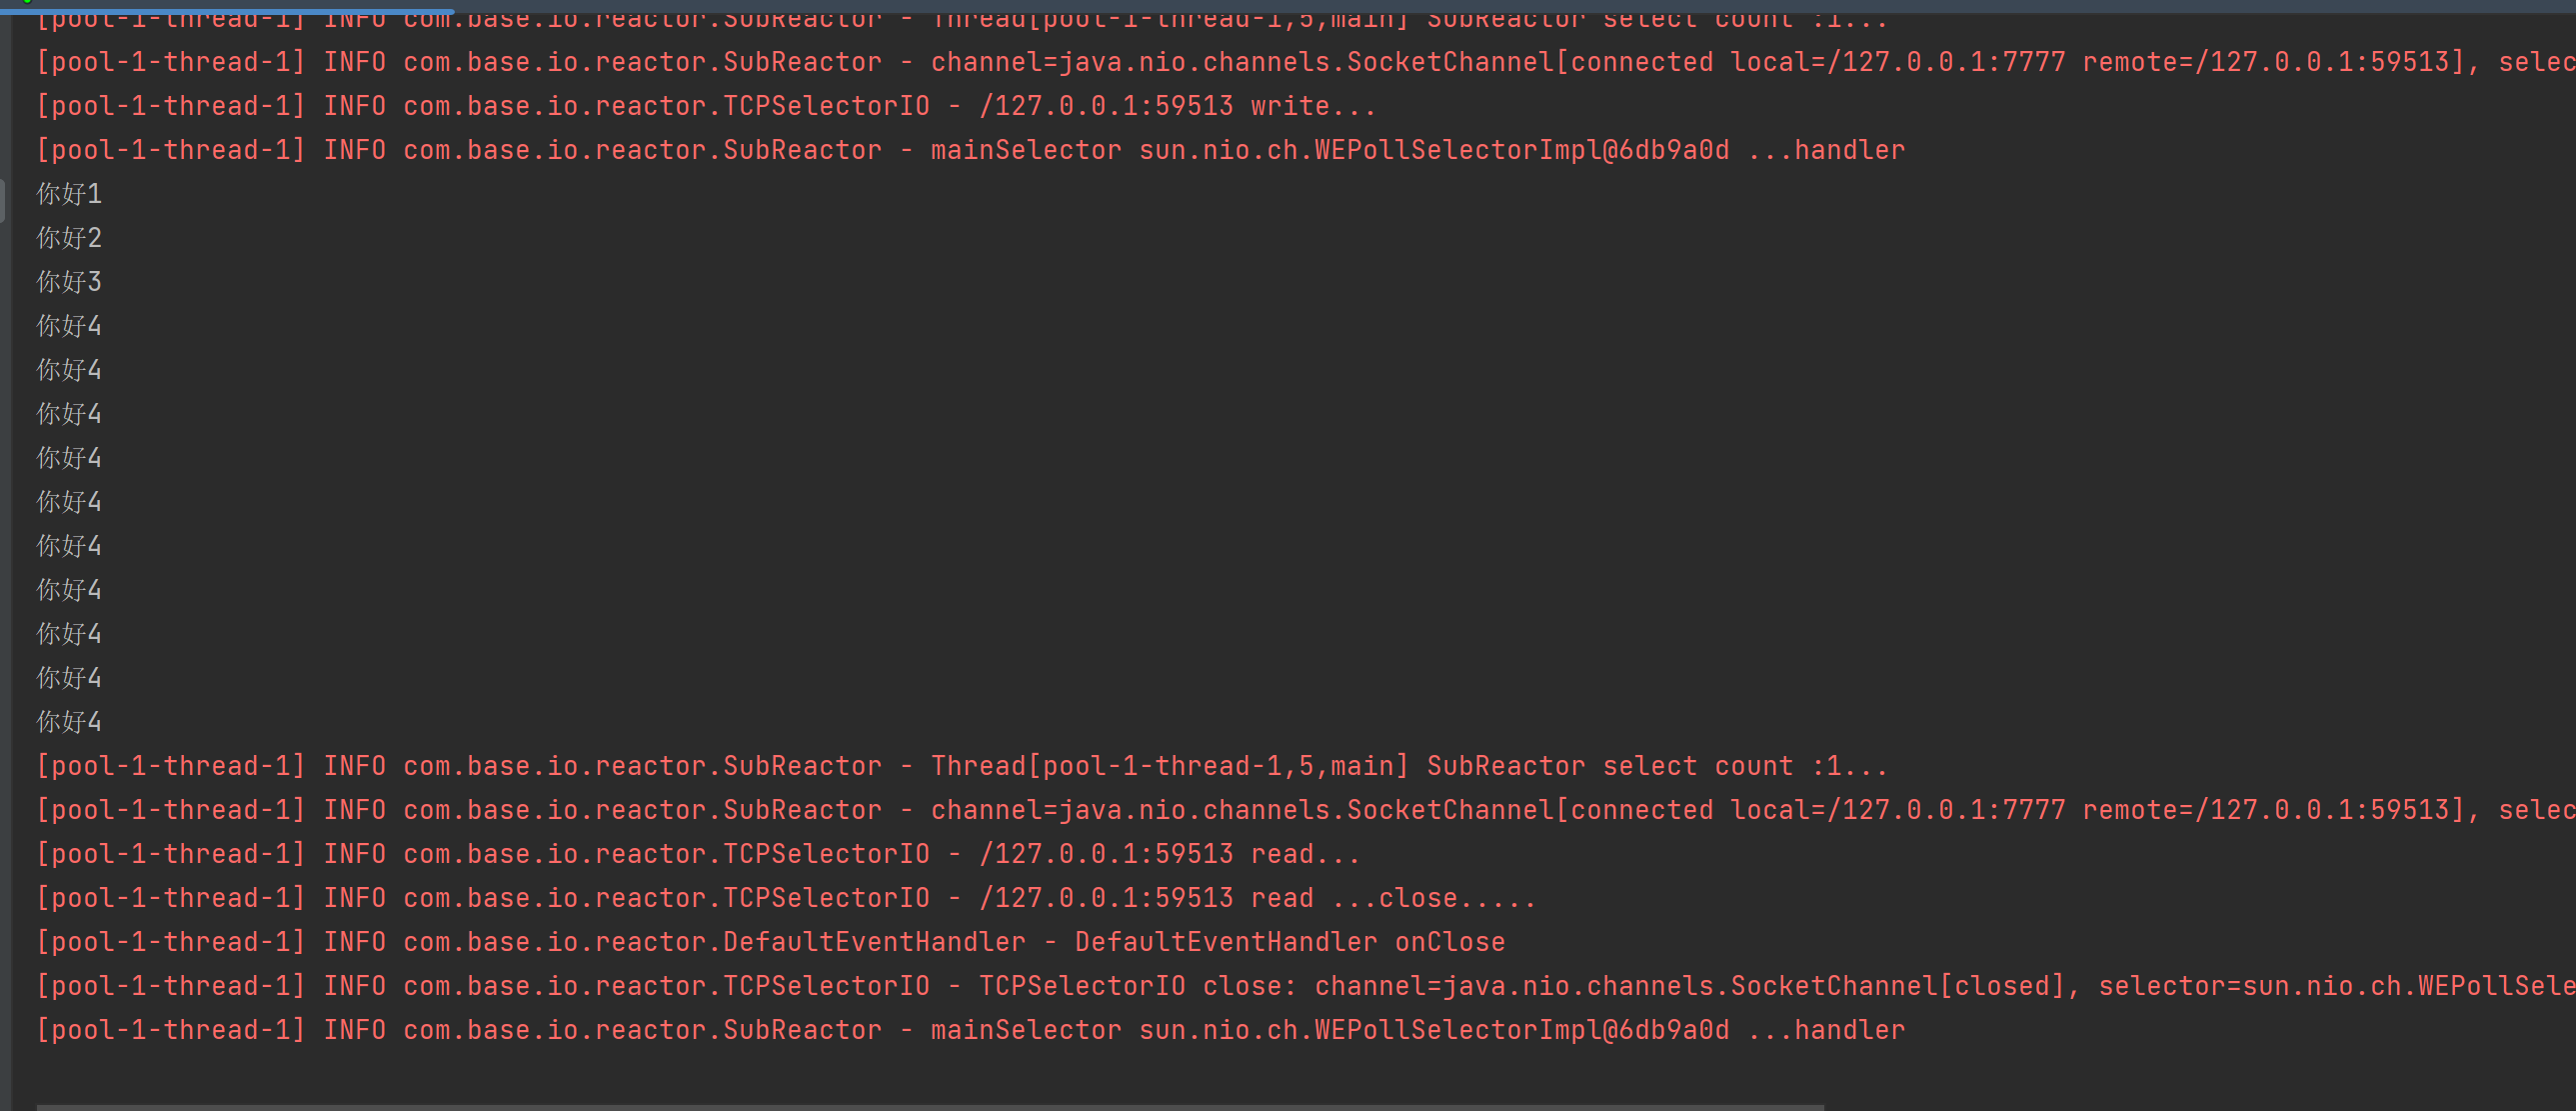 [pool-1-thread-1] INFO com.base.io.reactor.SubReactor - Thread[pool-1-thread-1,5,main] SubReactor select count :1...
[pool-1-thread-1] INFO com.base.io.reactor.SubReactor - channel=java.nio.channels.SocketChannel[connected local=/127.0.0.1:7777 remote=/127.0.0.1:59513], selec
[pool-1-thread-1] INFO com.base.io.reactor.TCPSelectorIO - /127.0.0.1:59513 write...
[pool-1-thread-1] INFO com.base.io.reactor.SubReactor - mainSelector sun.nio.ch.WEPollSelectorImpl@6db9a0d ...handler
你好1
你好2
你好3
你好4
你好4
你好4
你好4
你好4
你好4
你好4
你好4
你好4
你好4
[pool-1-thread-1] INFO com.base.io.reactor.SubReactor - Thread[pool-1-thread-1,5,main] SubReactor select count :1...
[pool-1-thread-1] INFO com.base.io.reactor.SubReactor - channel=java.nio.channels.SocketChannel[connected local=/127.0.0.1:7777 remote=/127.0.0.1:59513], selec
[pool-1-thread-1] INFO com.base.io.reactor.TCPSelectorIO - /127.0.0.1:59513 read...
[pool-1-thread-1] INFO com.base.io.reactor.TCPSelectorIO - /127.0.0.1:59513 read ...close.....
[pool-1-thread-1] INFO com.base.io.reactor.DefaultEventHandler - DefaultEventHandler onClose
[pool-1-thread-1] INFO com.base.io.reactor.TCPSelectorIO - TCPSelectorIO close: channel=java.nio.channels.SocketChannel[closed], selector=sun.nio.ch.WEPollSele
[pool-1-thread-1] INFO com.base.io.reactor.SubReactor - mainSelector sun.nio.ch.WEPollSelectorImpl@6db9a0d ...handler